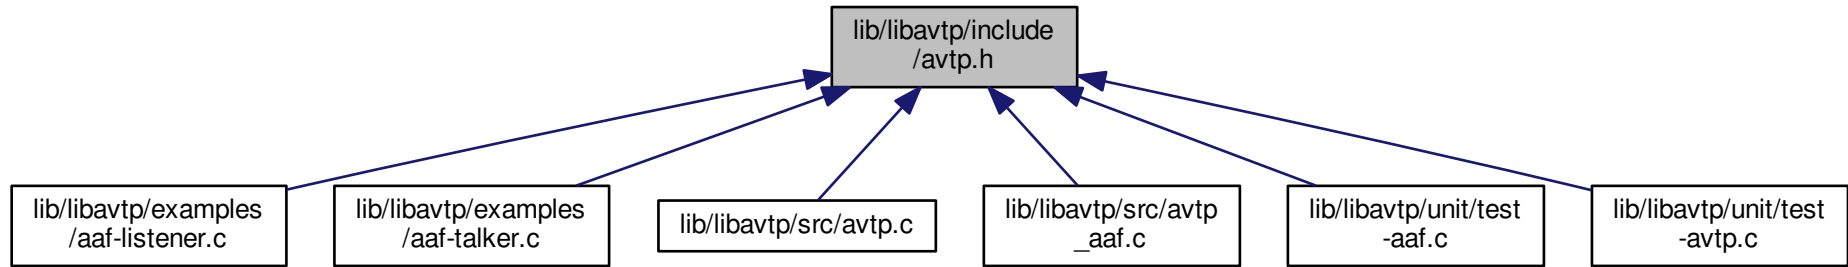 lib/libavtp/include
/avtp.h
lib/libavtp/examples
/aaf-listener.c
lib/libavtp/examples
/aaf-talker.c
lib/libavtp/src/avtp.c
lib/libavtp/src/avtp
_aaf.c
lib/libavtp/unit/test
-aaf.c
lib/libavtp/unit/test
-avtp.c